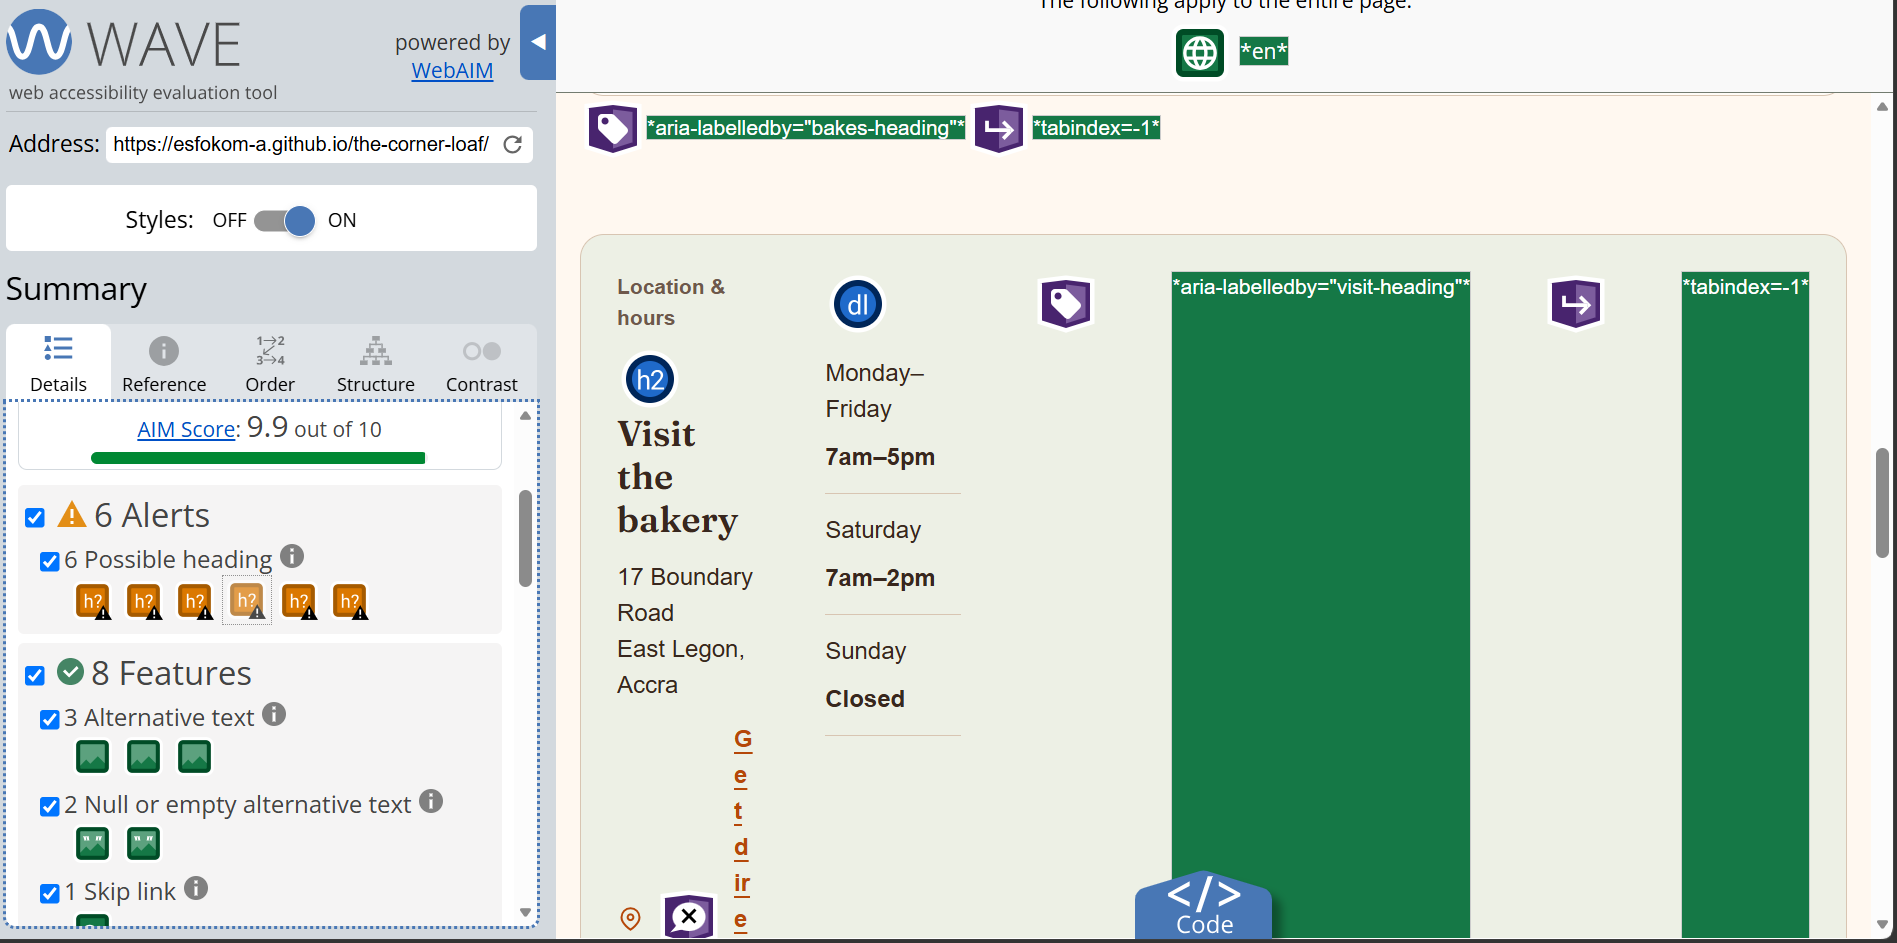 WAVE
powered by
WebAIM
web accessibility evaluation tool
Address: https://esfokom-a.github.io/the-corner-loaf/
Styles: OFF ON
Summary
Details
1 2
3 4
Reference
Order
Structure
Contrast
AIM Score: 9.9 out of 10
6 Alerts
6 Possible heading
h? h? h? h? h? h?
8 Features
3 Alternative text
2 Null or empty alternative text
" " " "
1 Skip link
The following apply to the entire page:
*en*
*aria-labelledby="bakes-heading"* *tabindex=-1*
Location &
hours
h2
Visit
the
bakery
17 Boundary
Road
East Legon,
Accra
G
e
t
d
ir
e
dl
Monday–
Friday
7am–5pm
Saturday
7am–2pm
Sunday
Closed
*aria-labelledby="visit-heading"*
*tabindex=-1*
</>
Code